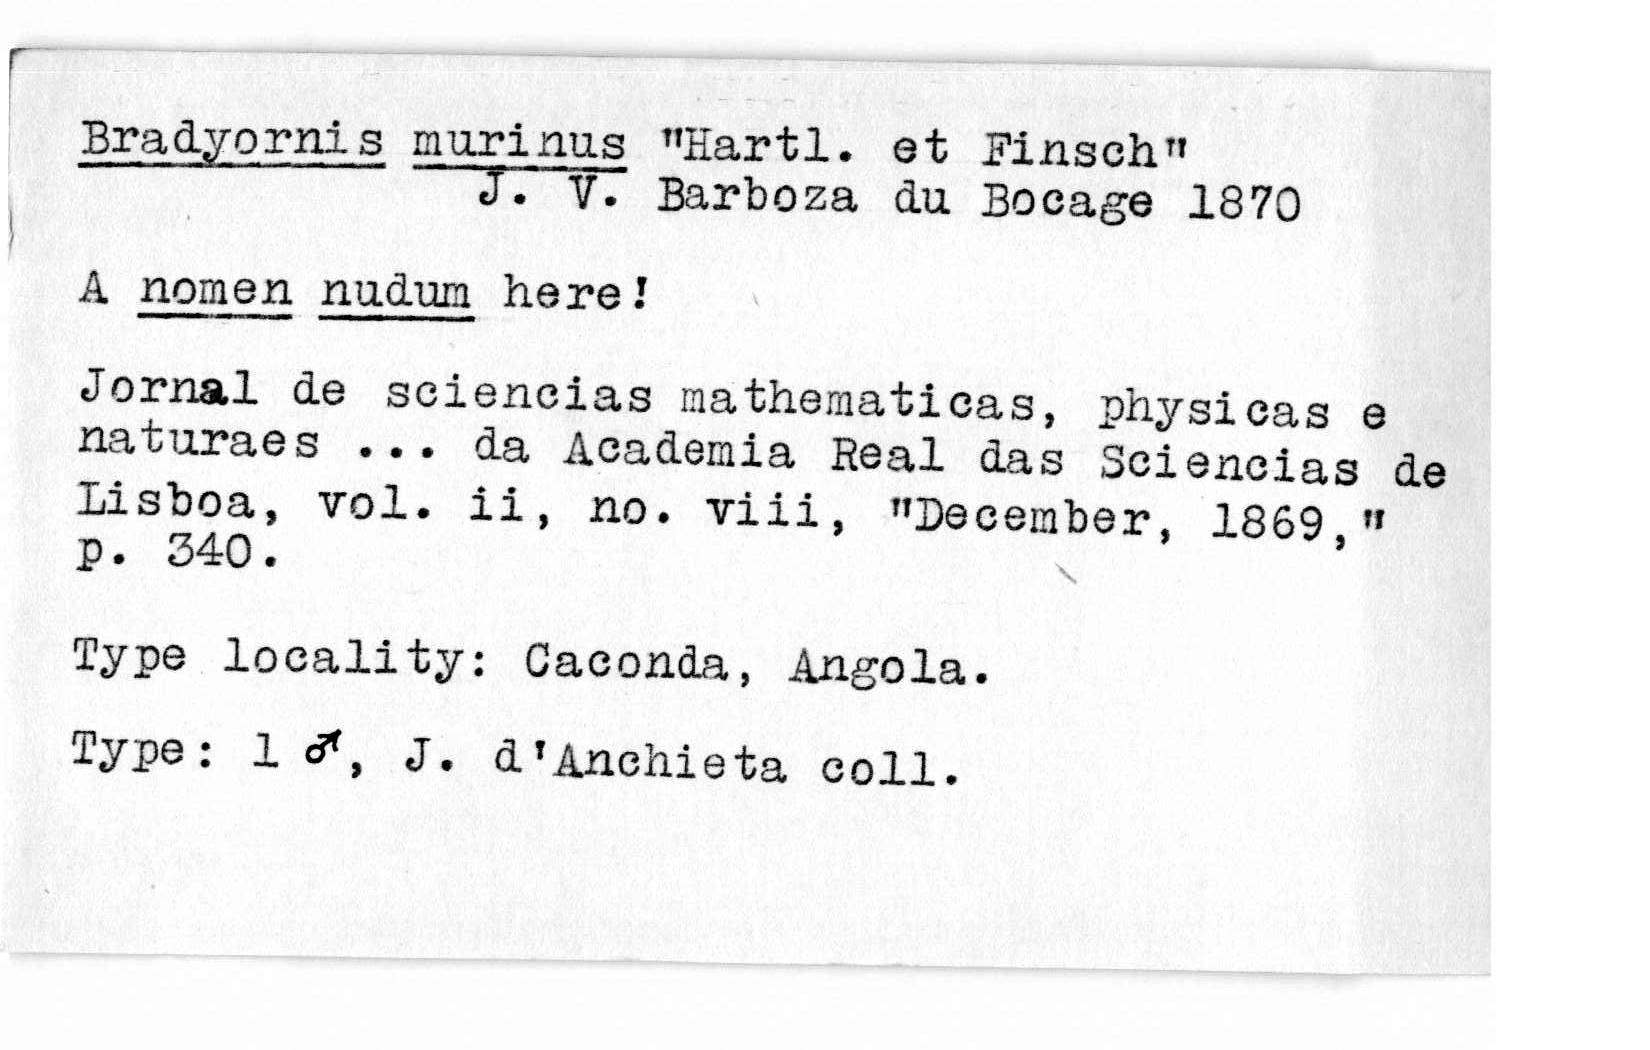 Bradyornis murinus "Hartl. et Finsch"
J. V. Barboza du Bocage 1870
A nomen nudum here!
Jornal de sciencias mathematicas, physicas e
naturaes ... da Academia Real das Sciencias de
Lisboa, vol. ii, no. viii, "December, 1869,"
p. 340.
Type locality: Caconda, Angola.
Type: 1 ♂, J. d'Anchieta coll.